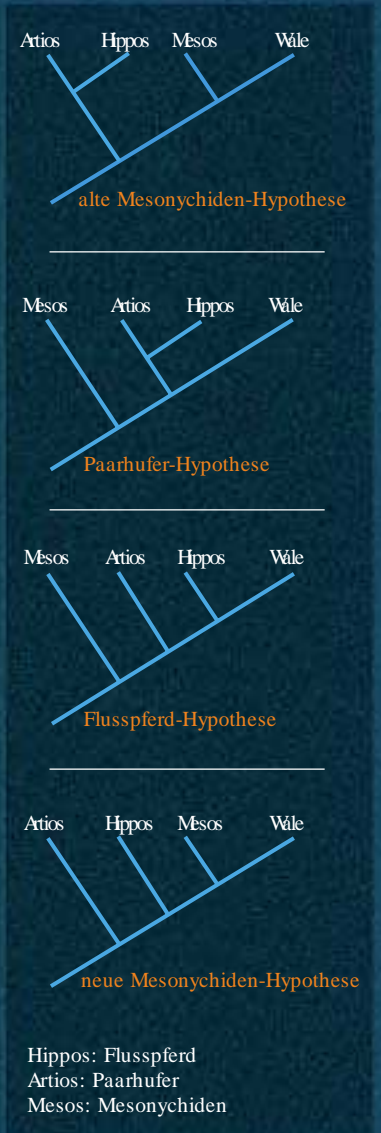 Artios Hippos Mesos Wale
alte Mesonychiden-Hypothese
Mesos Artios Hippos Wale
Paarhufer-Hypothese
Mesos Artios Hippos Wale
Flusspferd-Hypothese
Artios Hippos Mesos Wale
neue Mesonychiden-Hypothese
Hippos: Flusspferd
Artios: Paarhufer
Mesos: Mesonychiden